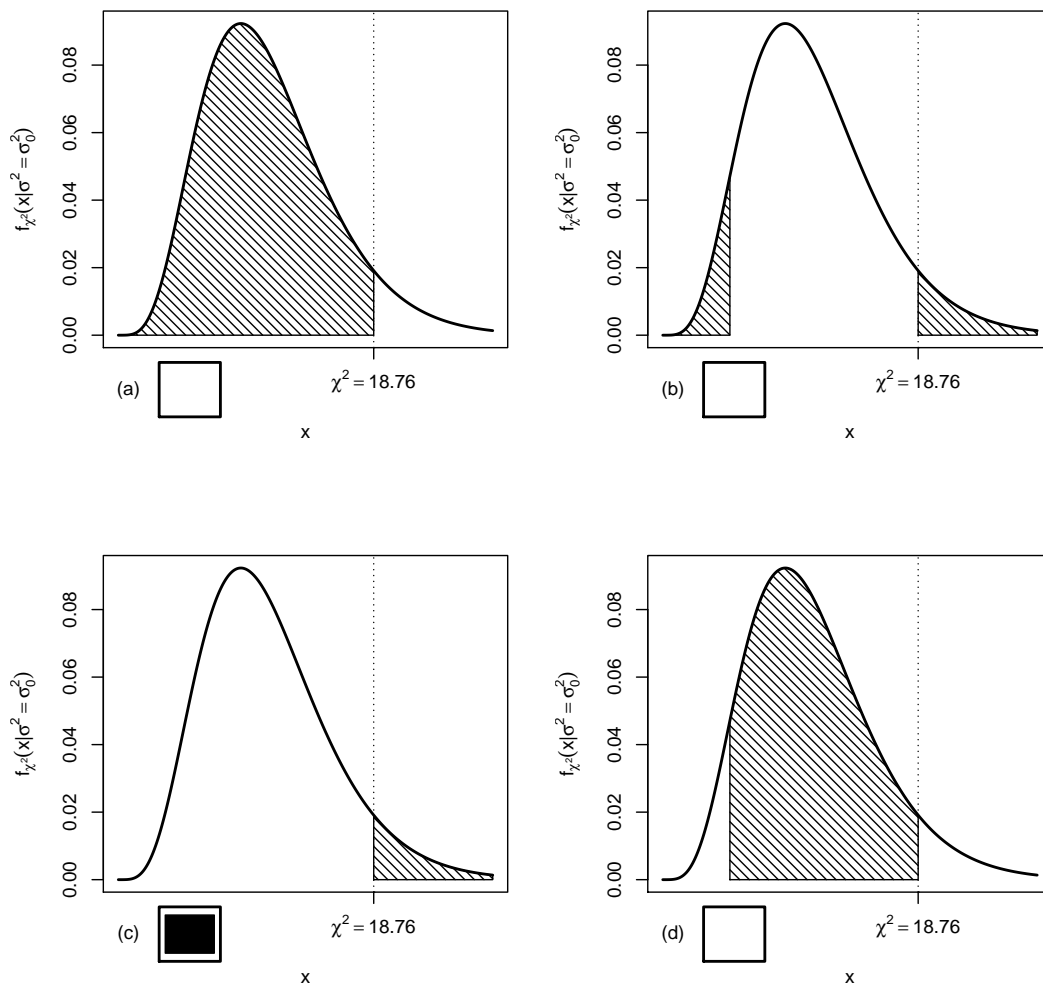 f_χ²(x|σ² = σ₀²)
0.00 0.02 0.04 0.06 0.08
(a)
χ² = 18.76
x
f_χ²(x|σ² = σ₀²)
0.00 0.02 0.04 0.06 0.08
(b)
χ² = 18.76
x
f_χ²(x|σ² = σ₀²)
0.00 0.02 0.04 0.06 0.08
(c)
χ² = 18.76
x
f_χ²(x|σ² = σ₀²)
0.00 0.02 0.04 0.06 0.08
(d)
χ² = 18.76
x